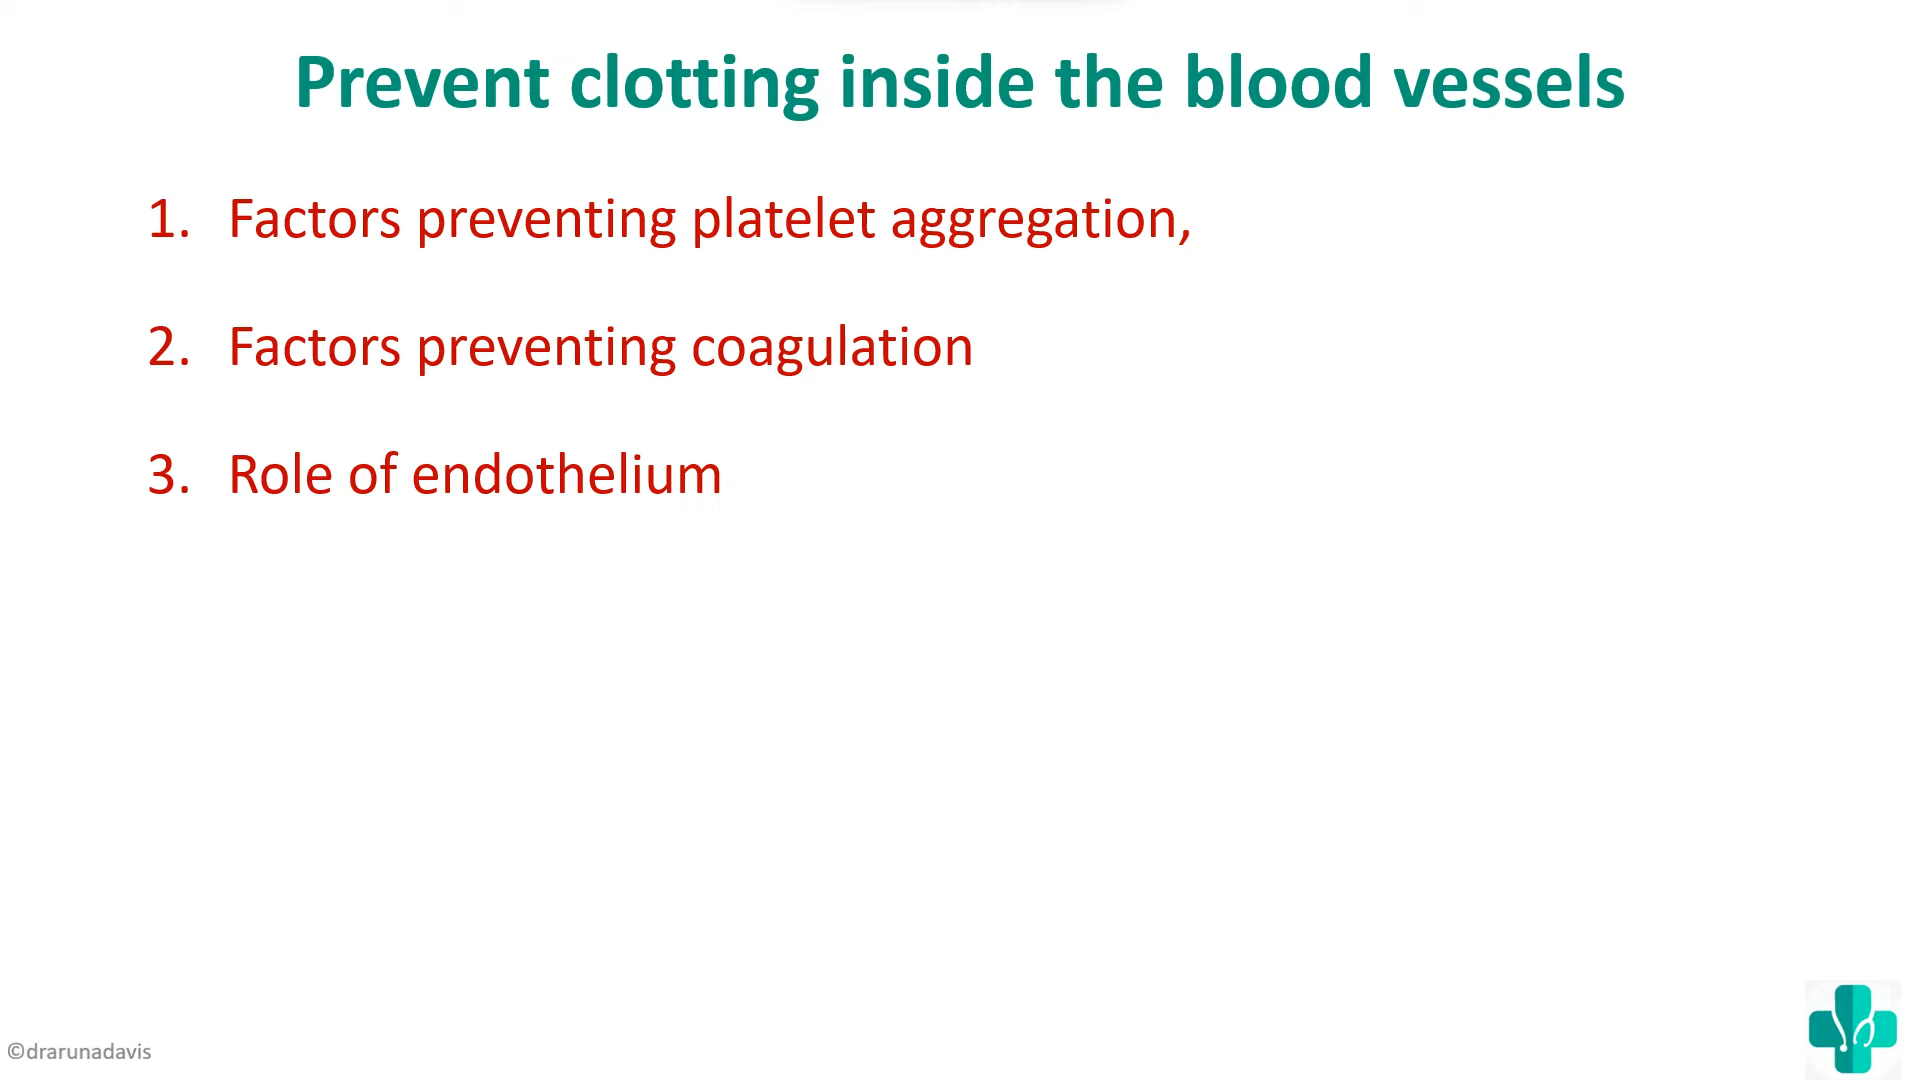 Prevent clotting inside the blood vessels
1. Factors preventing platelet aggregation,
2. Factors preventing coagulation
3. Role of endothelium
©drarunadavis